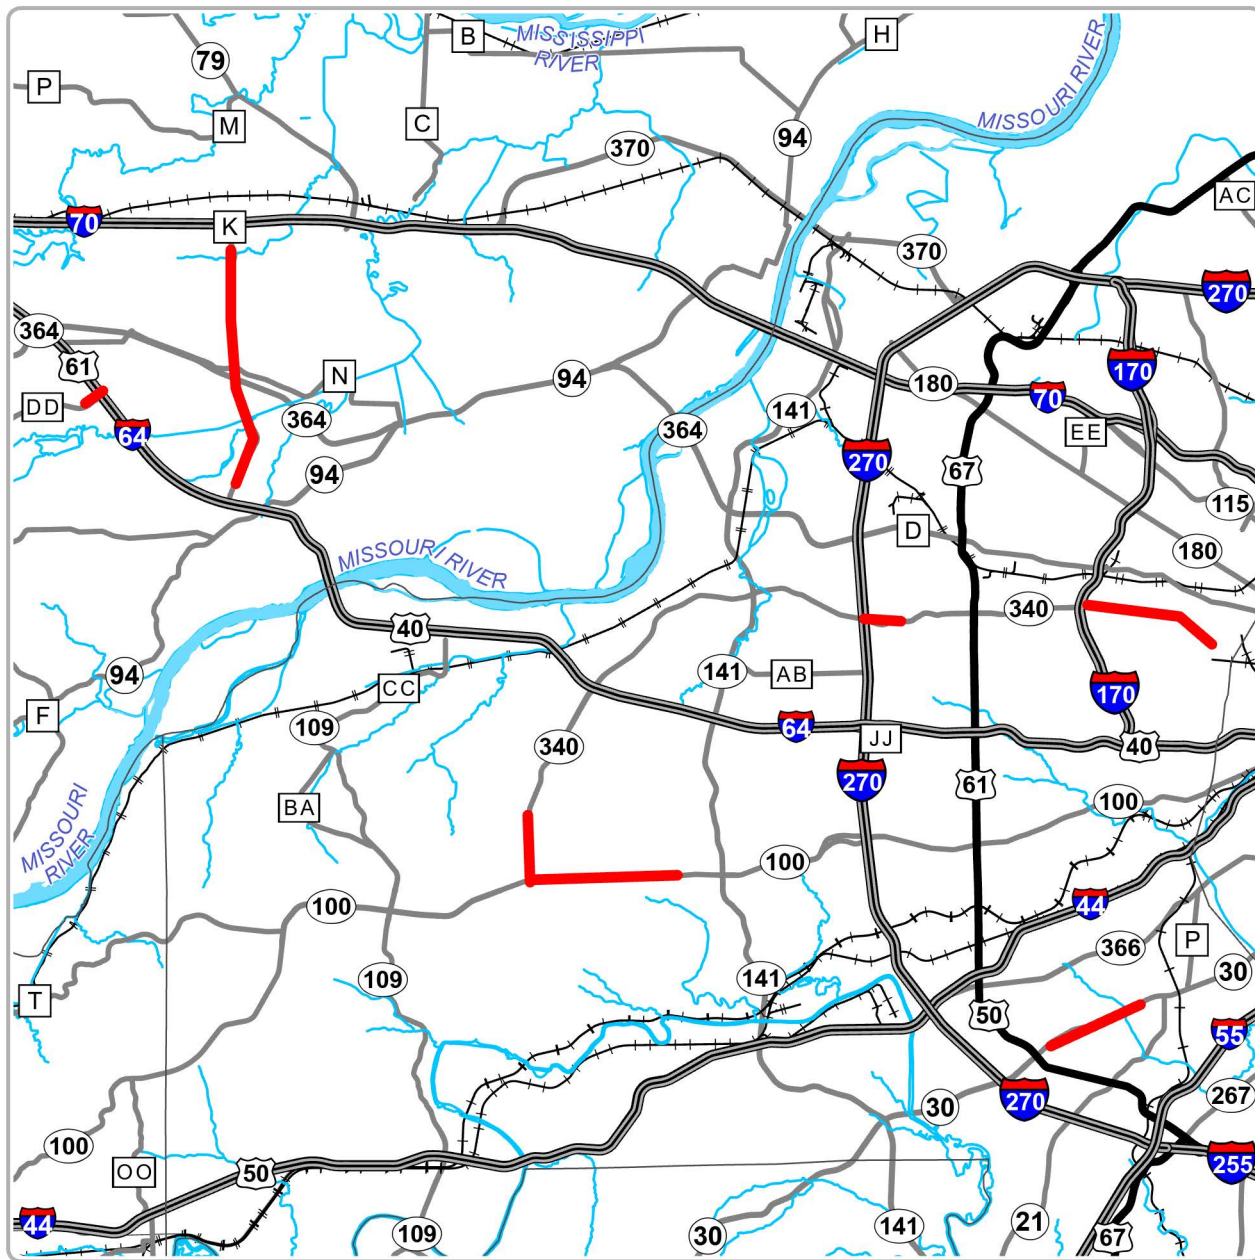 B
MISSISSIPPI
RIVER
H
79
P
M
C
MISSOURI RIVER
94
370
AC
70
K
370
270
364
61
N
94
180
170
70
DD
364
64
141
364
EE
270
67
94
115
D
180
MISSOURI RIVER
340
40
94
141
AB
CC
170
F
109
64
JJ
40
340
270
61
BA
100
MISSOURI
RIVER
100
100
44
P
366
109
141
30
T
50
55
270
30
267
100
OO
50
255
44
109
30
141
21
67